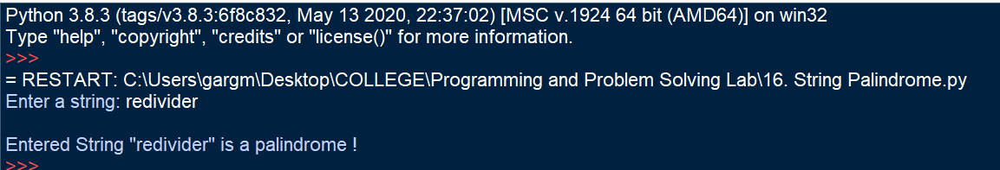 Python 3.8.3 (tags/v3.8.3:6f8c832, May 13 2020, 22:37:02) [MSC v.1924 64 bit (AMD64)] on win32
Type "help", "copyright", "credits" or "license()" for more information.
>>>
= RESTART: C:\Users\gargm\Desktop\COLLEGE\Programming and Problem Solving Lab\16. String Palindrome.py
Enter a string: redivider
Entered String "redivider" is a palindrome !
>>>